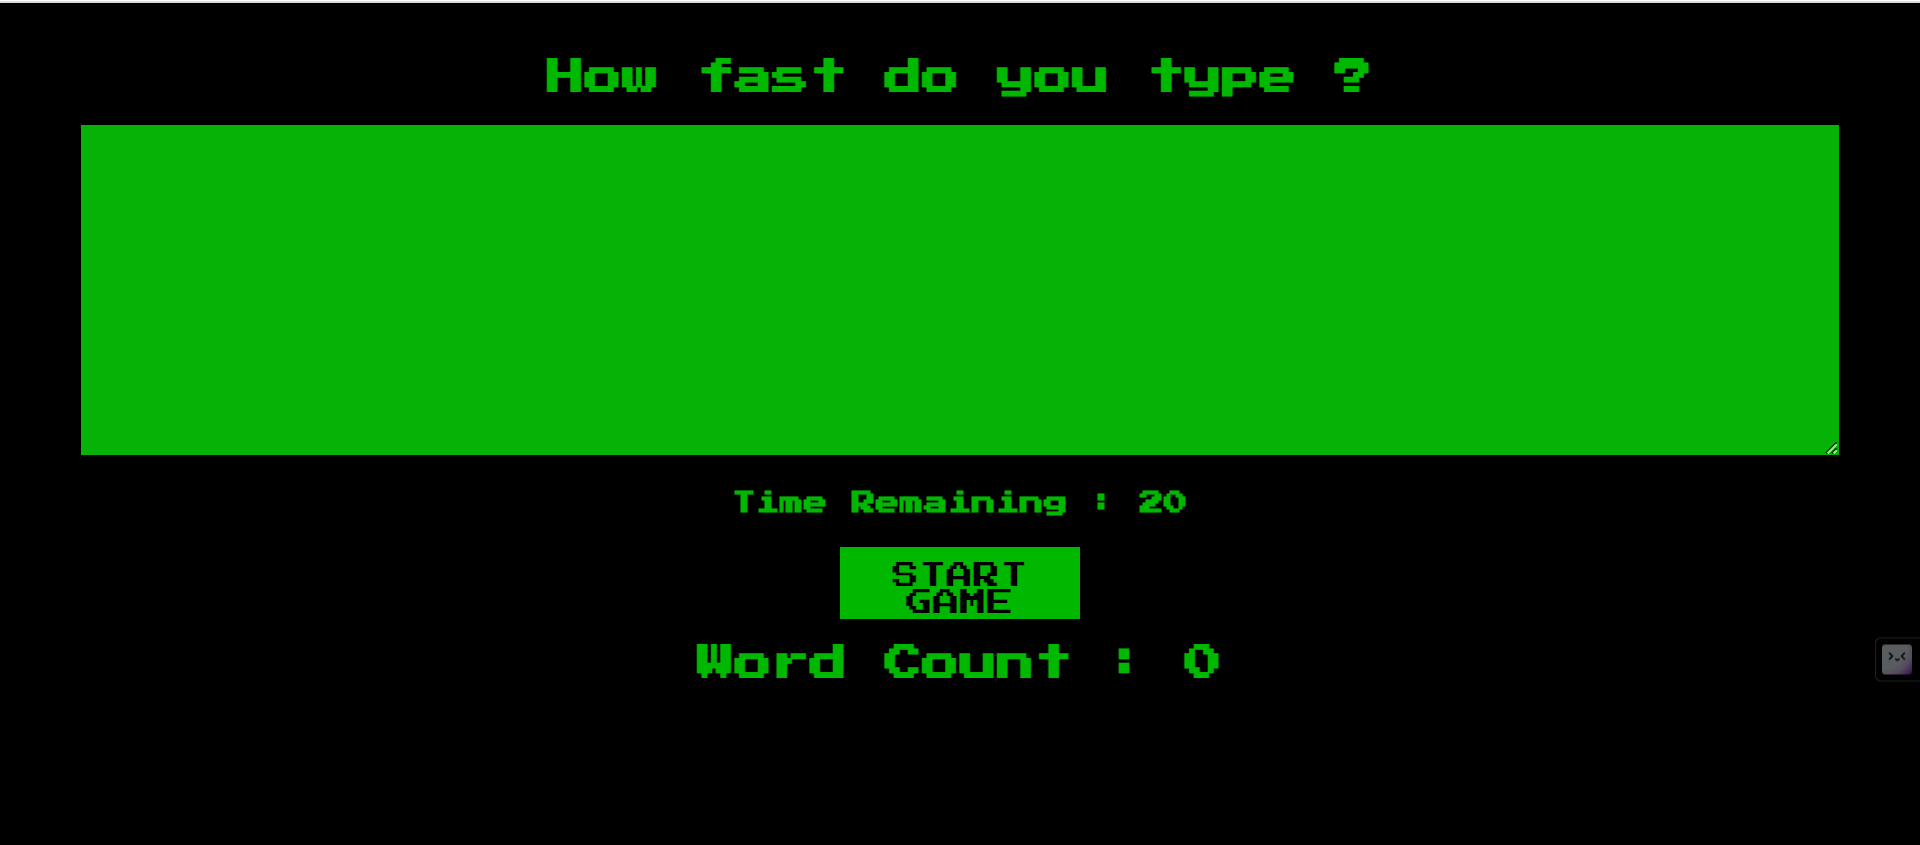 How fast do you type ?
Time Remaining : 20
START
GAME
Word Count : 0